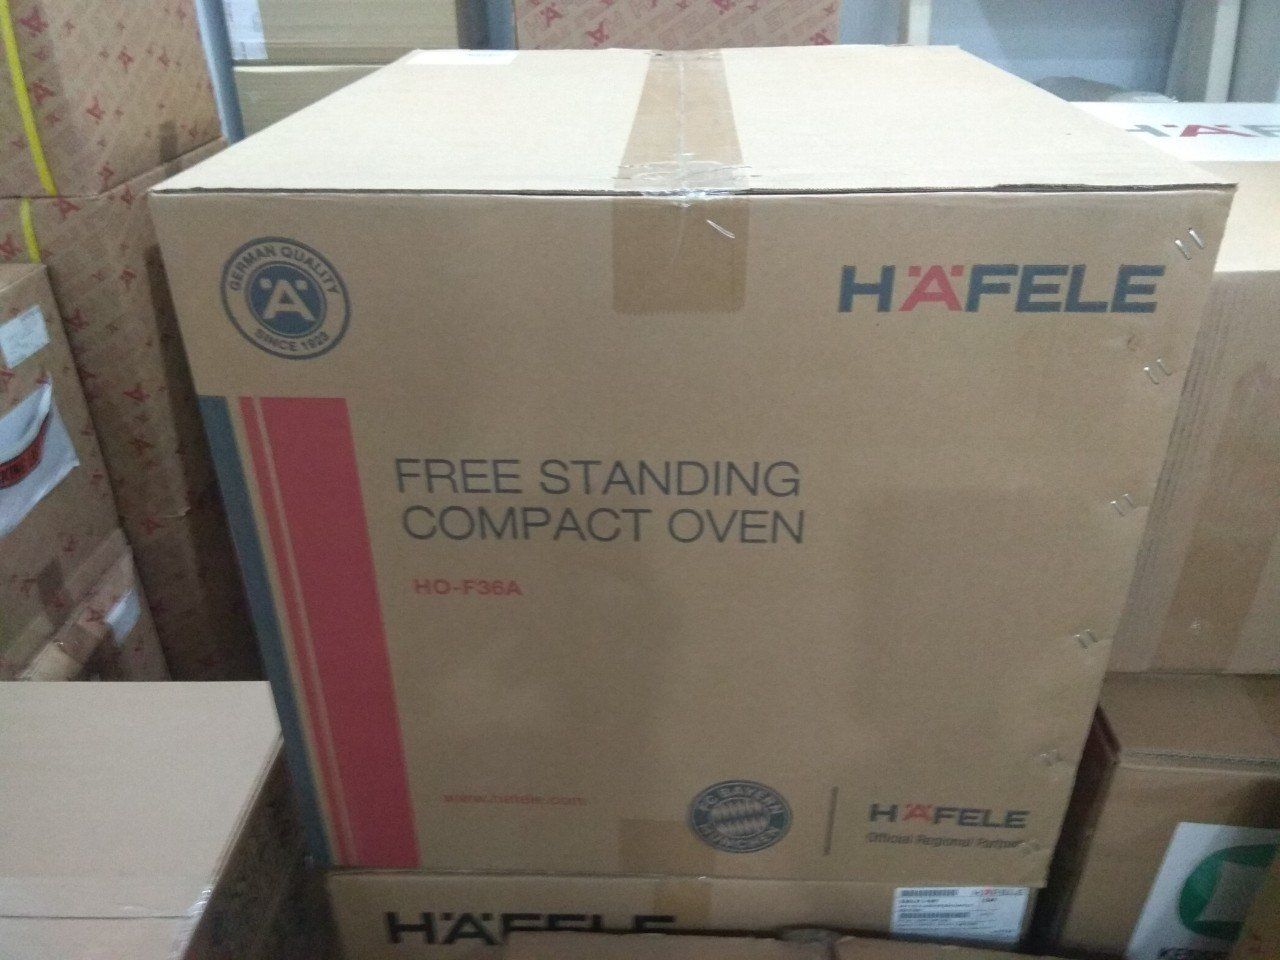 GERMAN QUALITY
Ä
SINCE 1923
HÄFELE
FREE STANDING
COMPACT OVEN
HO-F36A
www.hafele.com
FC BAYERN
MÜNCHEN
HÄFELE
Official Regional Partner
HÄFELE
HÄFELE